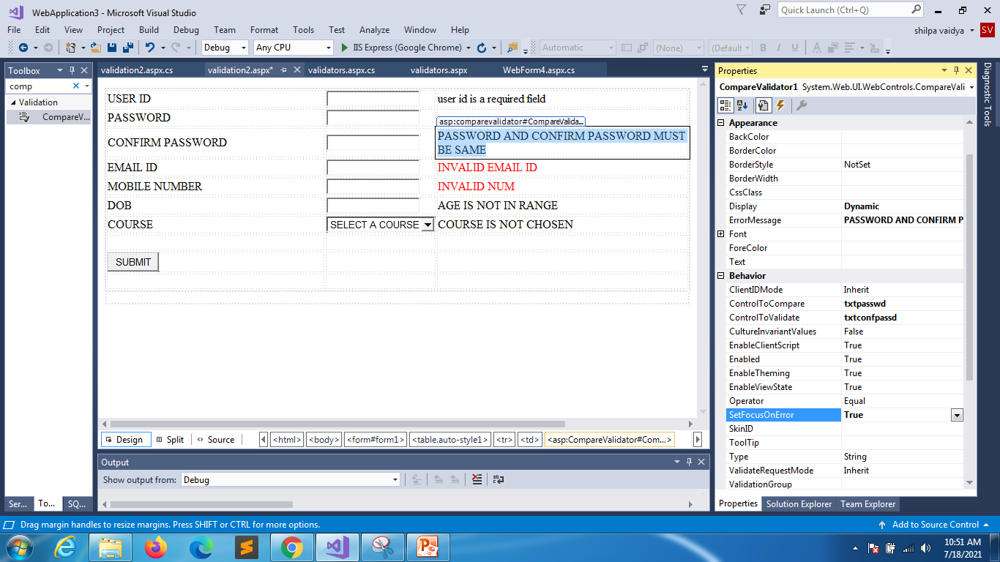 WebApplication3 - Microsoft Visual Studio
Quick Launch (Ctrl+Q)
File Edit View Project Build Debug Team Format Tools Test Analyze Window Help
shilpa vaidya SV
Debug Any CPU IIS Express (Google Chrome) Automatic (None) (Default B I U A
Toolbox
validation2.aspx.cs validation2.aspx* validators.aspx.cs validators.aspx WebForm4.aspx.cs
comp
Validation
CompareV...
USER ID user id is a required field
PASSWORD
asp:comparevalidator#CompareValida...
CONFIRM PASSWORD PASSWORD AND CONFIRM PASSWORD MUST
BE SAME
EMAIL ID INVALID EMAIL ID
MOBILE NUMBER INVALID NUM
DOB AGE IS NOT IN RANGE
COURSE SELECT A COURSE COURSE IS NOT CHOSEN
SUBMIT
Design Split Source <html> <body> <form#form1> <table.auto-style1> <tr> <td> <asp:CompareValidator#Com...>
Output
Show output from: Debug
Ser... To... SQ...
Properties
CompareValidator1 System.Web.UI.WebControls.CompareVali
Appearance
BackColor
BorderColor
BorderStyle NotSet
BorderWidth
CssClass
Display Dynamic
ErrorMessage PASSWORD AND CONFIRM P
Font
ForeColor
Text
Behavior
ClientIDMode Inherit
ControlToCompare txtpasswd
ControlToValidate txtconfpassd
CultureInvariantValues False
EnableClientScript True
Enabled True
EnableTheming True
EnableViewState True
Operator Equal
SetFocusOnError True
SkinID
ToolTip
Type String
ValidateRequestMode Inherit
ValidationGroup
Properties Solution Explorer Team Explorer
Diagnostic Tools
Drag margin handles to resize margins. Press SHIFT or CTRL for more options.
Add to Source Control
10:51 AM
7/18/2021